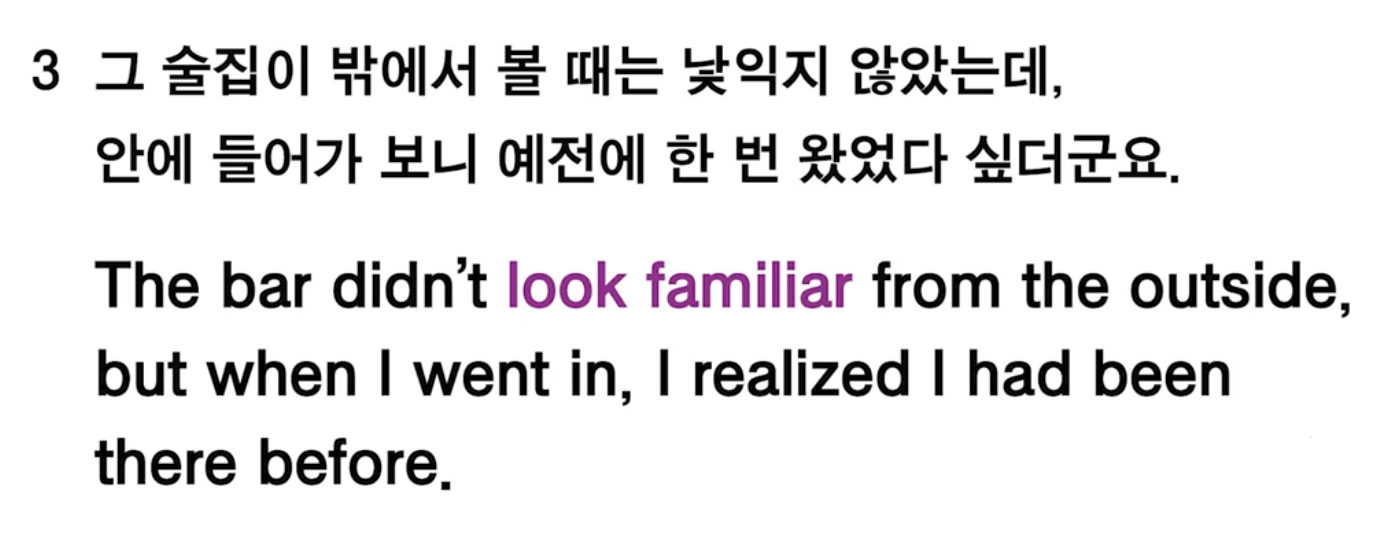 3 그 술집이 밖에서 볼 때는 낯익지 않았는데,
안에 들어가 보니 예전에 한 번 왔었다 싶더군요.
The bar didn’t look familiar from the outside,
but when I went in, I realized I had been
there before.